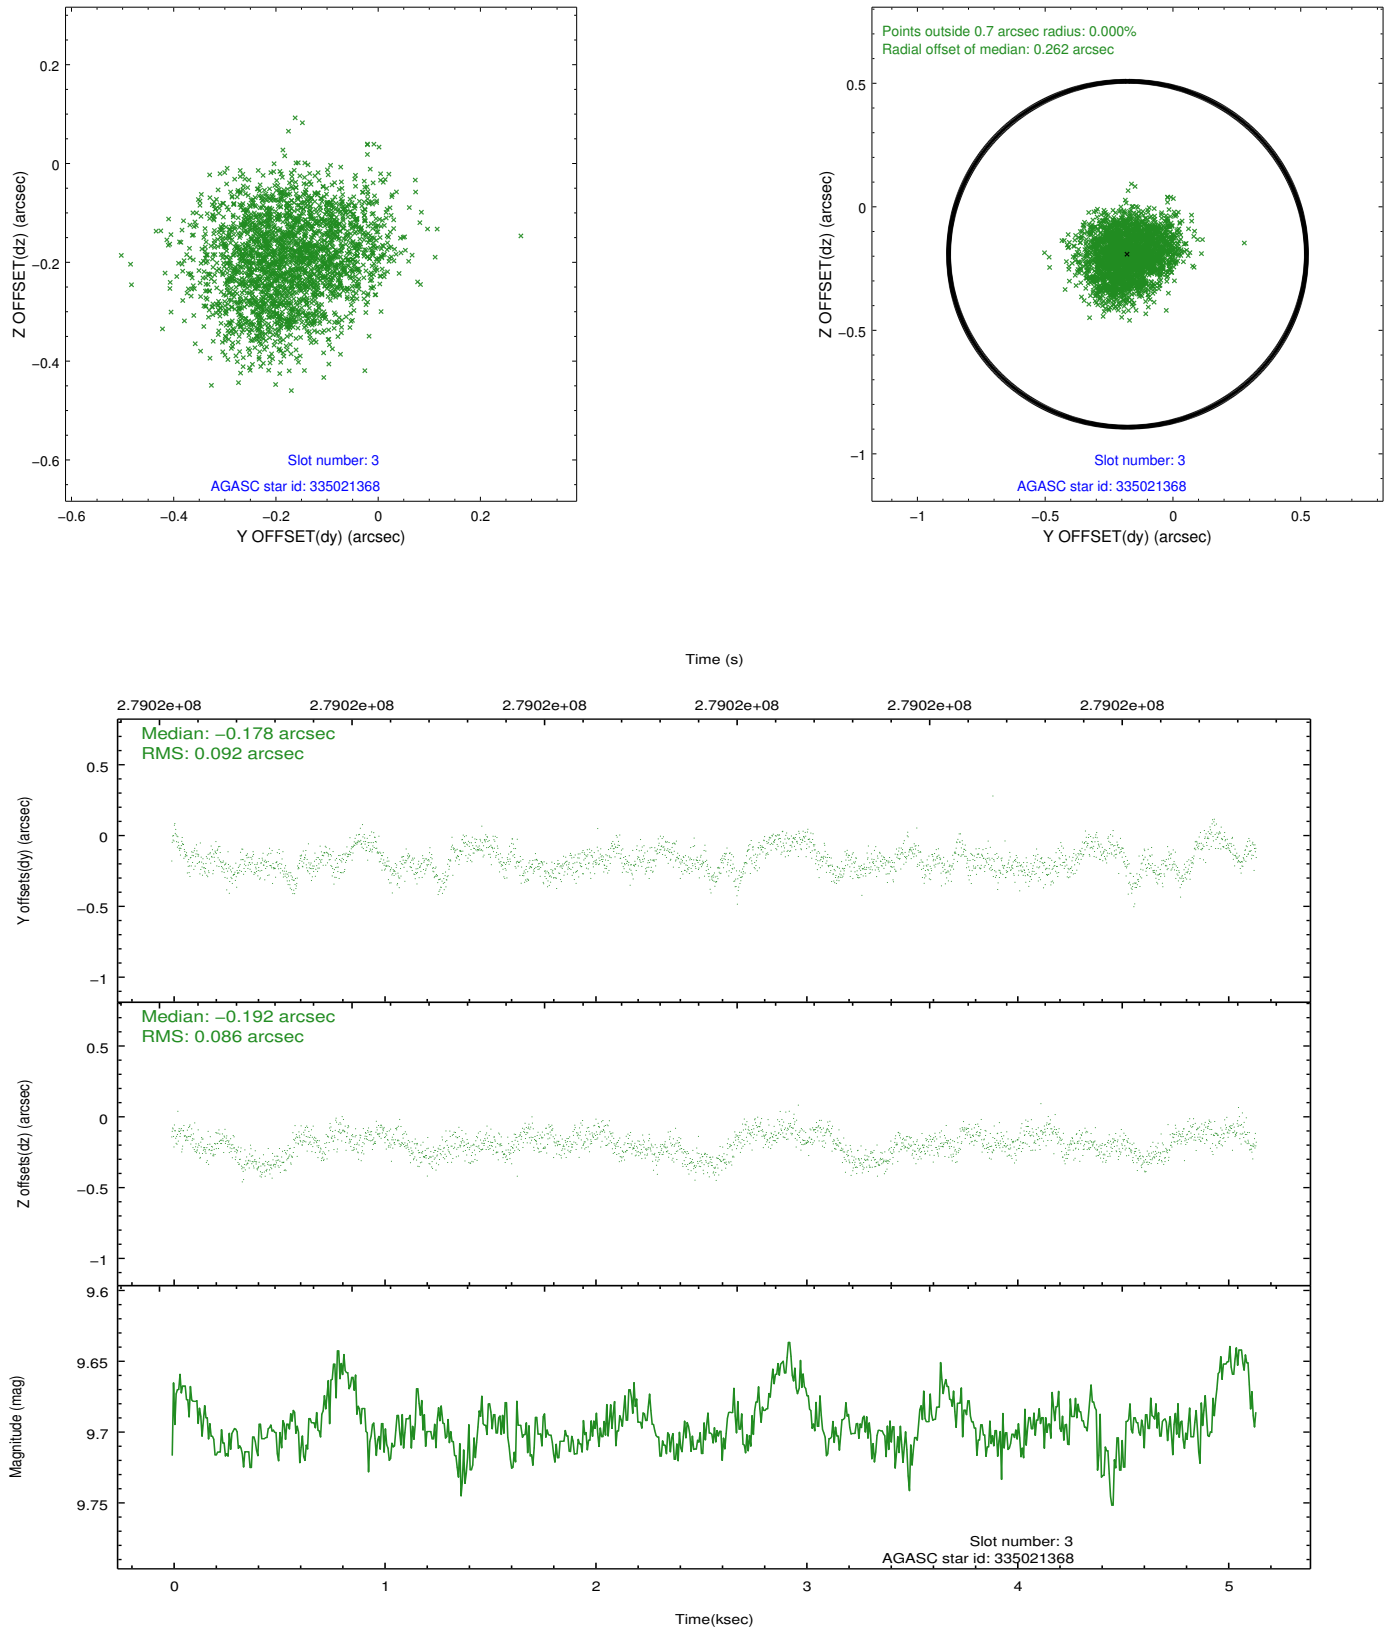 0.2
0
−0.2
−0.4
−0.6
Z OFFSET(dz) (arcsec)
Slot number: 3
AGASC star id: 335021368
−0.6 −0.4 −0.2 0 0.2
Y OFFSET(dy) (arcsec)
Points outside 0.7 arcsec radius: 0.000%
Radial offset of median: 0.262 arcsec
0.5
0
−0.5
−1
Z OFFSET(dz) (arcsec)
Slot number: 3
AGASC star id: 335021368
−1 −0.5 0 0.5
Y OFFSET(dy) (arcsec)
Time (s)
2.7902e+08 2.7902e+08 2.7902e+08 2.7902e+08 2.7902e+08 2.7902e+08
Median: −0.178 arcsec
RMS: 0.092 arcsec
0.5
0
−0.5
−1
Y offsets(dy) (arcsec)
Median: −0.192 arcsec
RMS: 0.086 arcsec
0.5
0
−0.5
−1
Z offsets(dz) (arcsec)
9.6
9.65
9.7
9.75
Magnitude (mag)
Slot number: 3
AGASC star id: 335021368
0 1 2 3 4 5
Time(ksec)